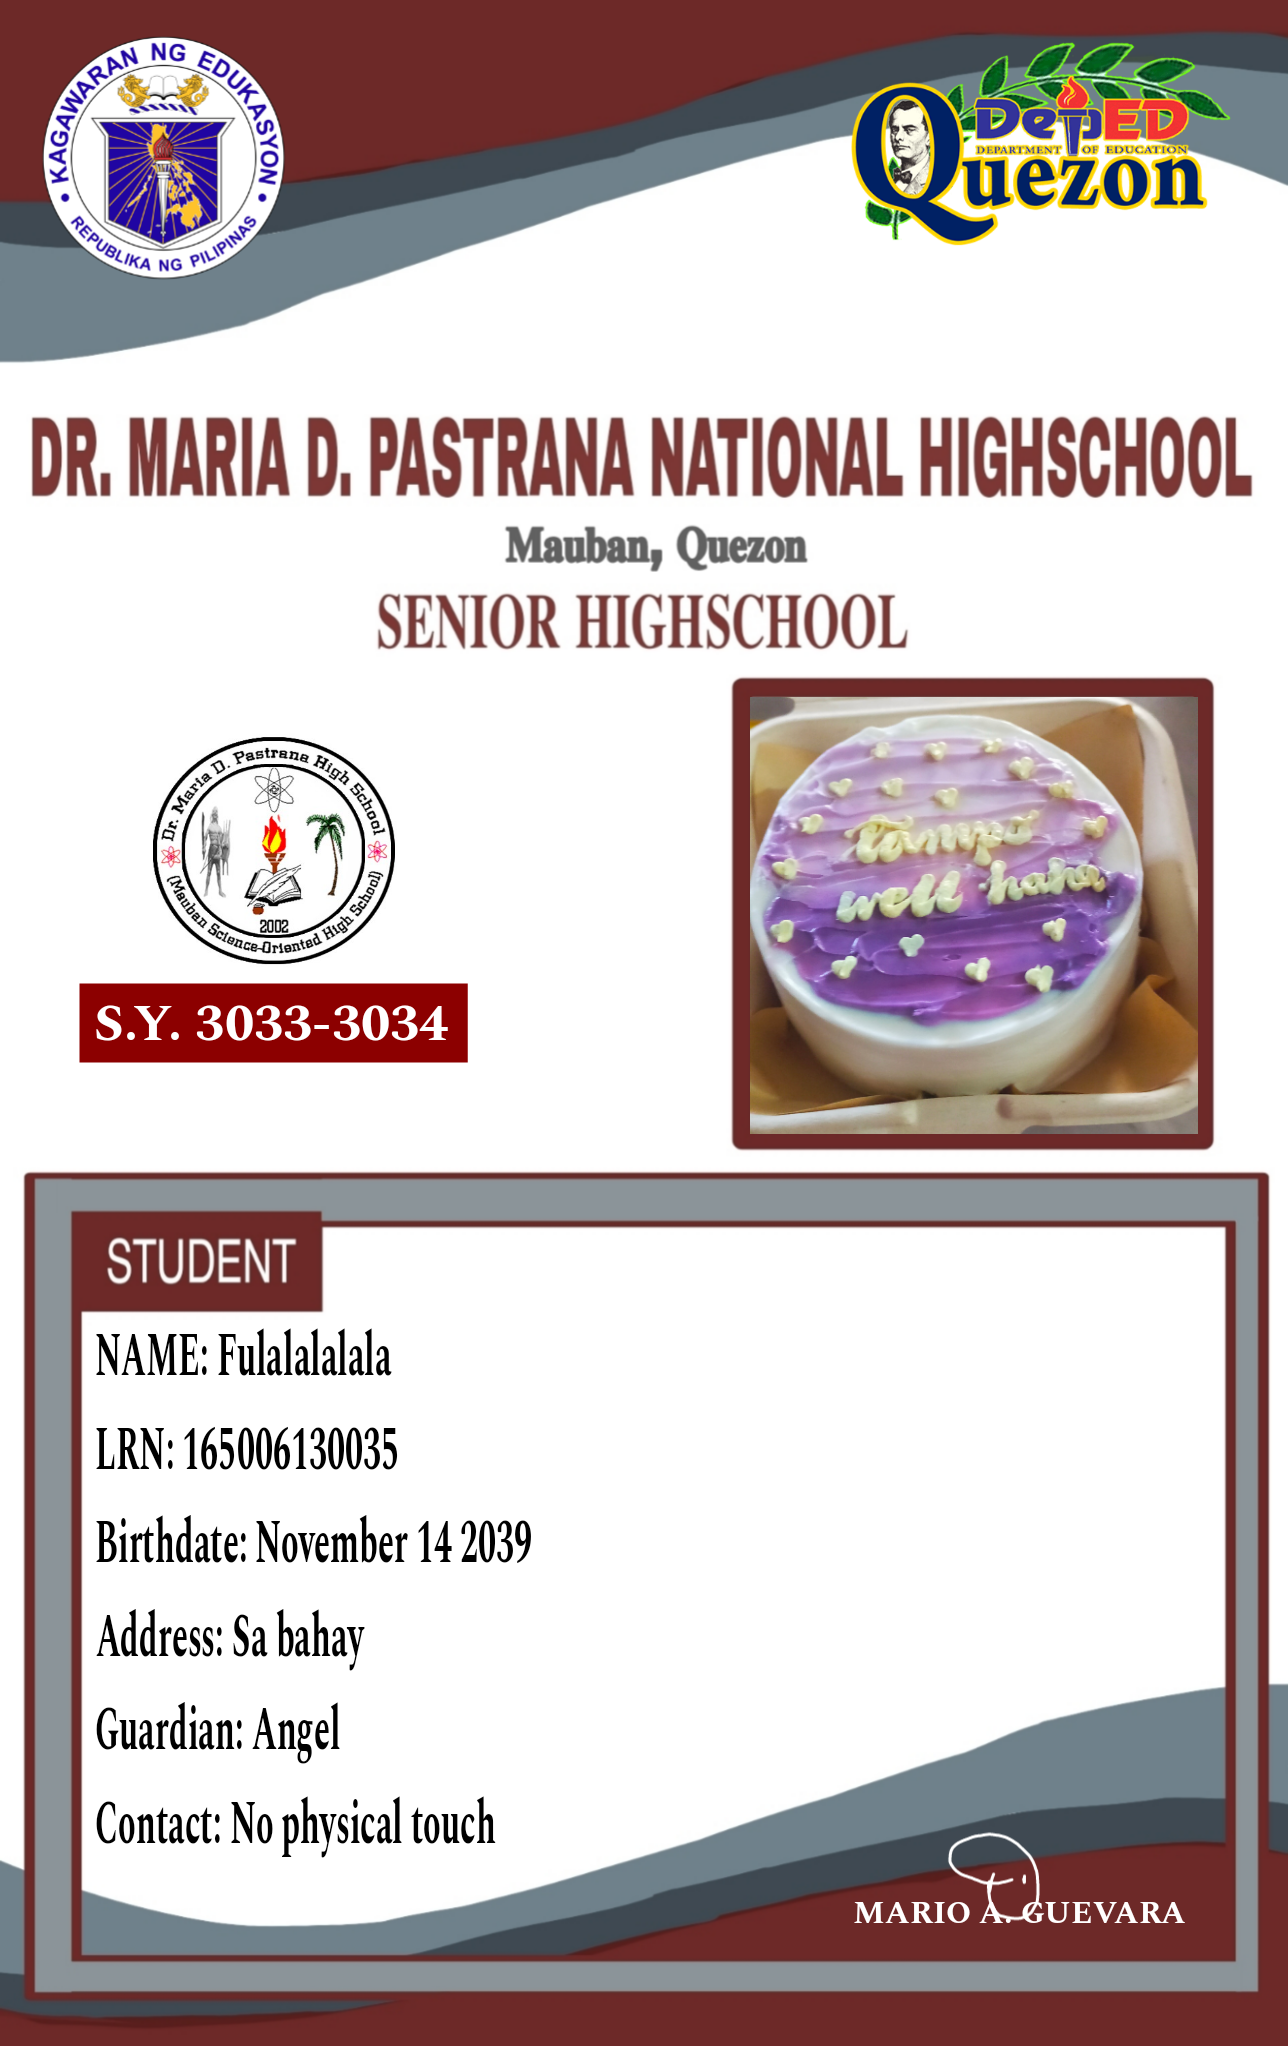 KAGAWARAN NG EDUKASYON
REPUBLIKA NG PILIPINAS
DepED
DEPARTMENT OF EDUCATION
Quezon
DR. MARIA D. PASTRANA NATIONAL HIGHSCHOOL
Mauban, Quezon
SENIOR HIGHSCHOOL
Dr. Maria D. Pastrana High School
2002
(Mauban Science-Oriented High School)
Tampo
well haha
S.Y. 3033-3034
STUDENT
NAME: Fulalalalala
LRN: 165006130035
Birthdate: November 14 2039
Address: Sa bahay
Guardian: Angel
Contact: No physical touch
MARIO A. GUEVARA